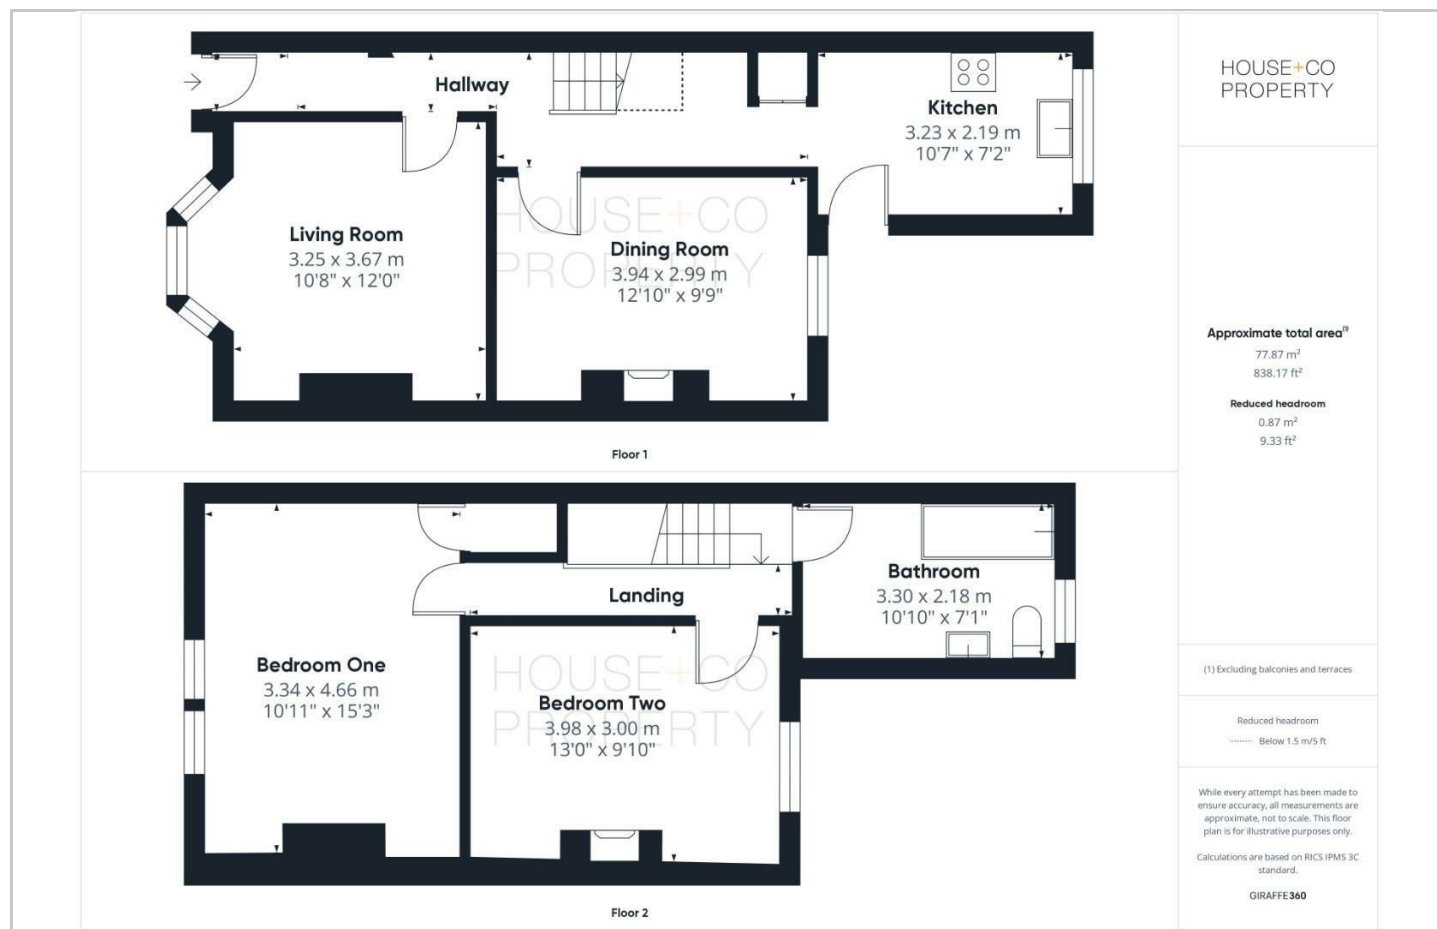 Hallway
Kitchen
3.23 x 2.19 m
10'7" x 7'2"
Living Room
3.25 x 3.67 m
10'8" x 12'0"
HOUSE+CO
PROPERTY
Dining Room
3.94 x 2.99 m
12'10" x 9'9"
Floor 1
Landing
Bathroom
3.30 x 2.18 m
10'10" x 7'1"
Bedroom One
3.34 x 4.66 m
10'11" x 15'3"
HOUSE+CO
PROPERTY
Bedroom Two
3.98 x 3.00 m
13'0" x 9'10"
Floor 2
HOUSE+CO
PROPERTY
Approximate total area⁽¹⁾
77.87 m²
838.17 ft²
Reduced headroom
0.87 m²
9.33 ft²
(1) Excluding balconies and terraces
Reduced headroom
Below 1.5 m/5 ft
While every attempt has been made to
ensure accuracy, all measurements are
approximate, not to scale. This floor
plan is for illustrative purposes only.
Calculations are based on RICS IPMS 3C
standard.
GIRAFFE360